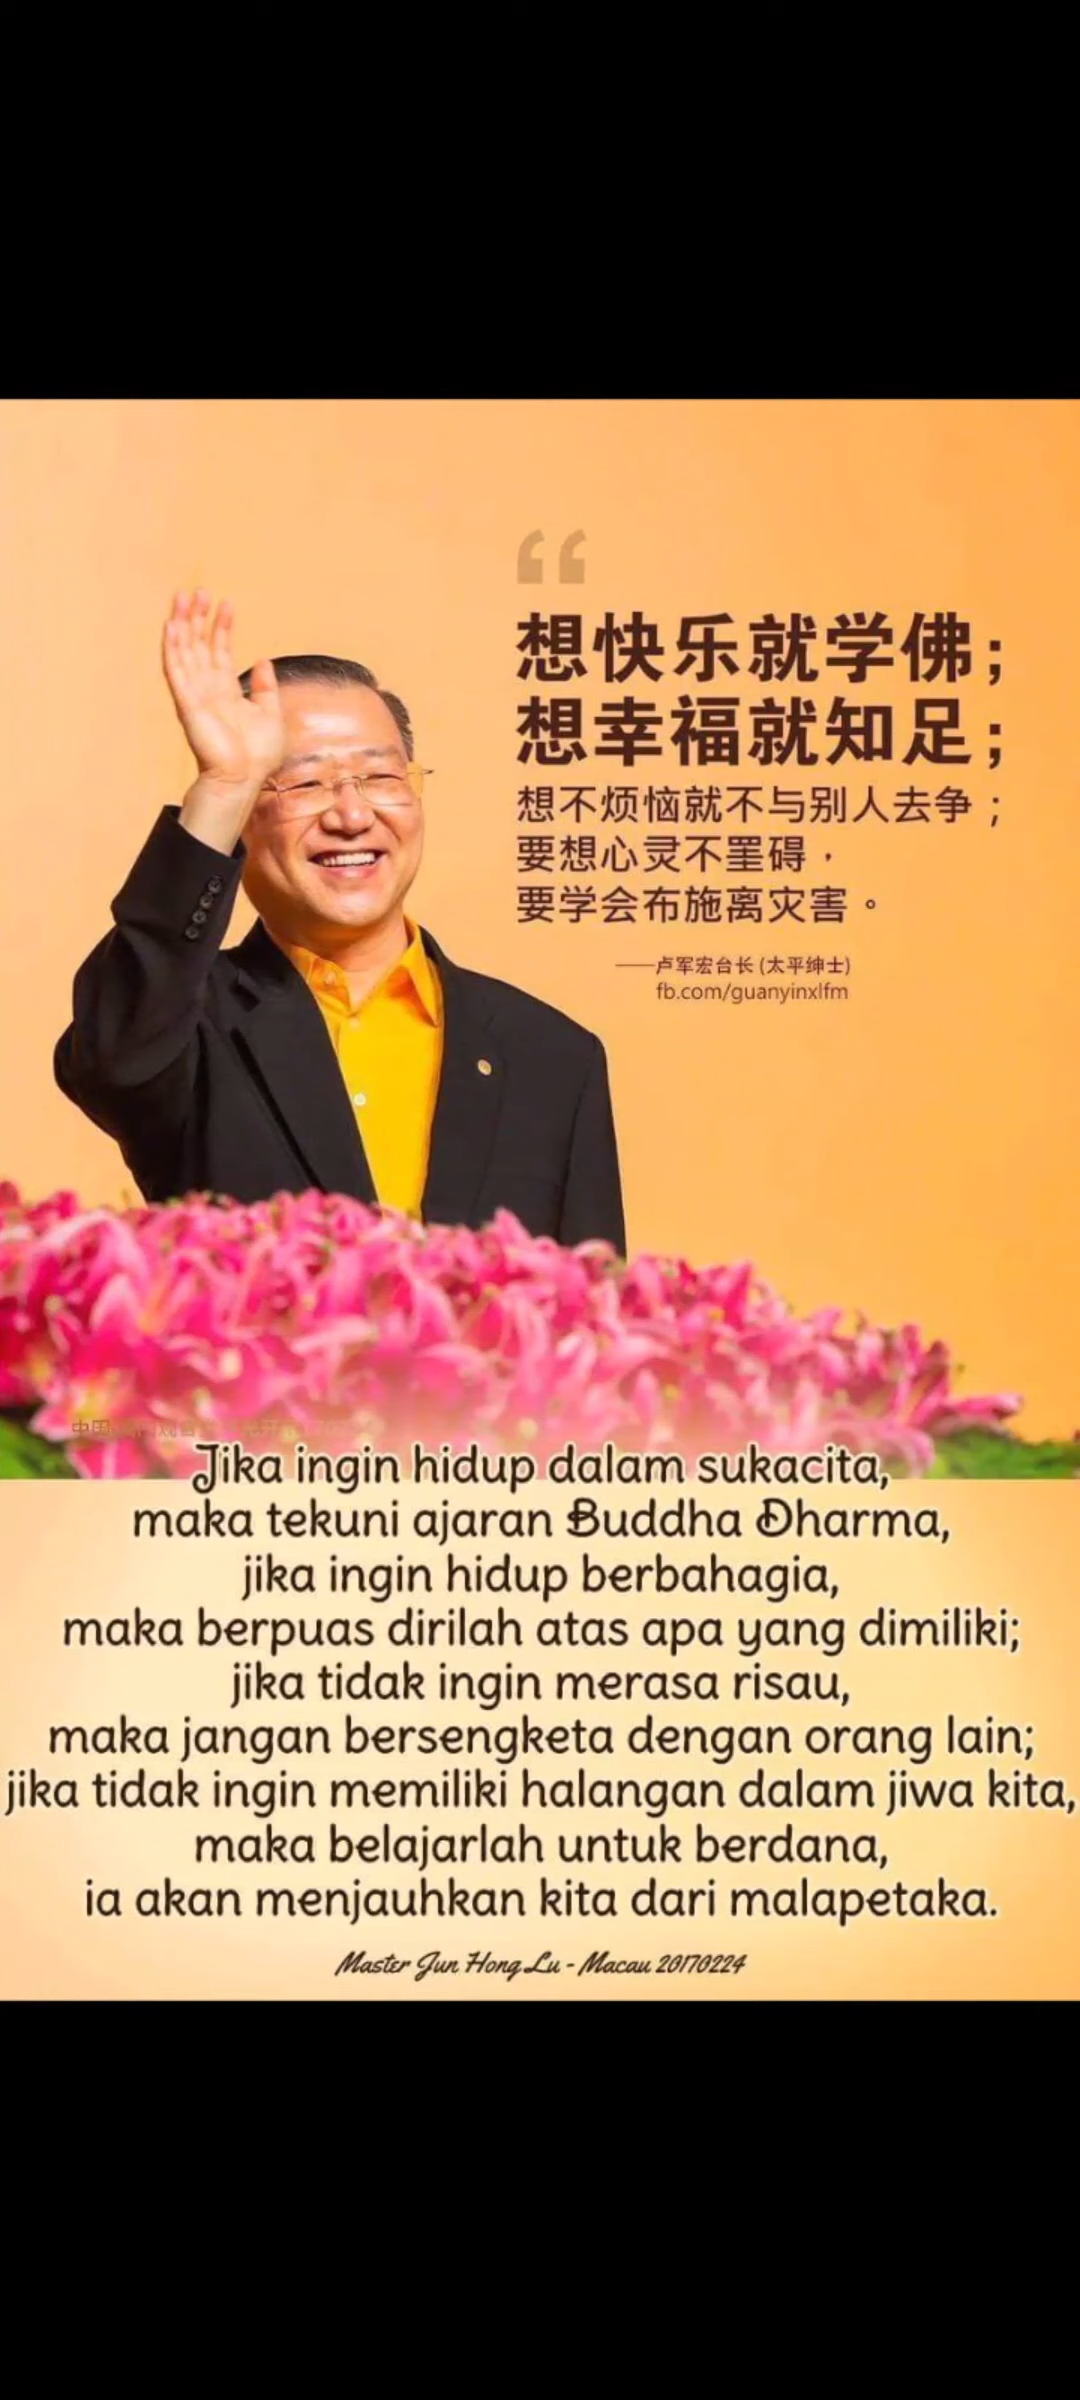 想快乐就学佛；
想幸福就知足；
想不烦恼就不与别人去争；
要想心灵不罣碍，
要学会布施离灾害。
——卢军宏台长 (太平绅士)
fb.com/guanyinxlfm
Jika ingin hidup dalam sukacita,
maka tekuni ajaran Buddha Dharma,
jika ingin hidup berbahagia,
maka berpuas dirilah atas apa yang dimiliki;
jika tidak ingin merasa risau,
maka jangan bersengketa dengan orang lain;
jika tidak ingin memiliki halangan dalam jiwa kita,
maka belajarlah untuk berdana,
ia akan menjauhkan kita dari malapetaka.
Master Jun Hong Lu - Macau 20170224